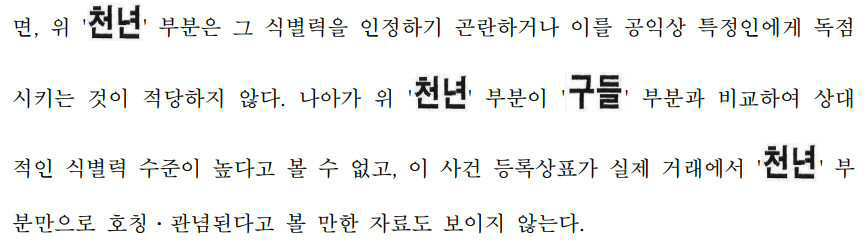 면, 위 '천년' 부분은 그 식별력을 인정하기 곤란하거나 이를 공익상 특정인에게 독점
시키는 것이 적당하지 않다. 나아가 위 '천년' 부분이 '구들' 부분과 비교하여 상대
적인 식별력 수준이 높다고 볼 수 없고, 이 사건 등록상표가 실제 거래에서 '천년' 부
분만으로 호칭·관념된다고 볼 만한 자료도 보이지 않는다.